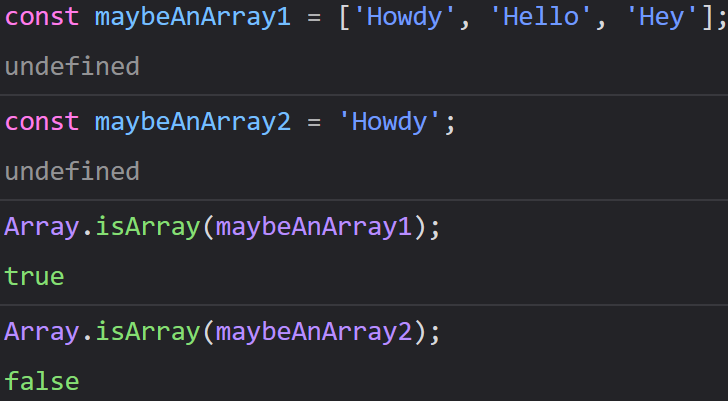 const maybeAnArray1 = ['Howdy', 'Hello', 'Hey'];
undefined
const maybeAnArray2 = 'Howdy';
undefined
Array.isArray(maybeAnArray1);
true
Array.isArray(maybeAnArray2);
false